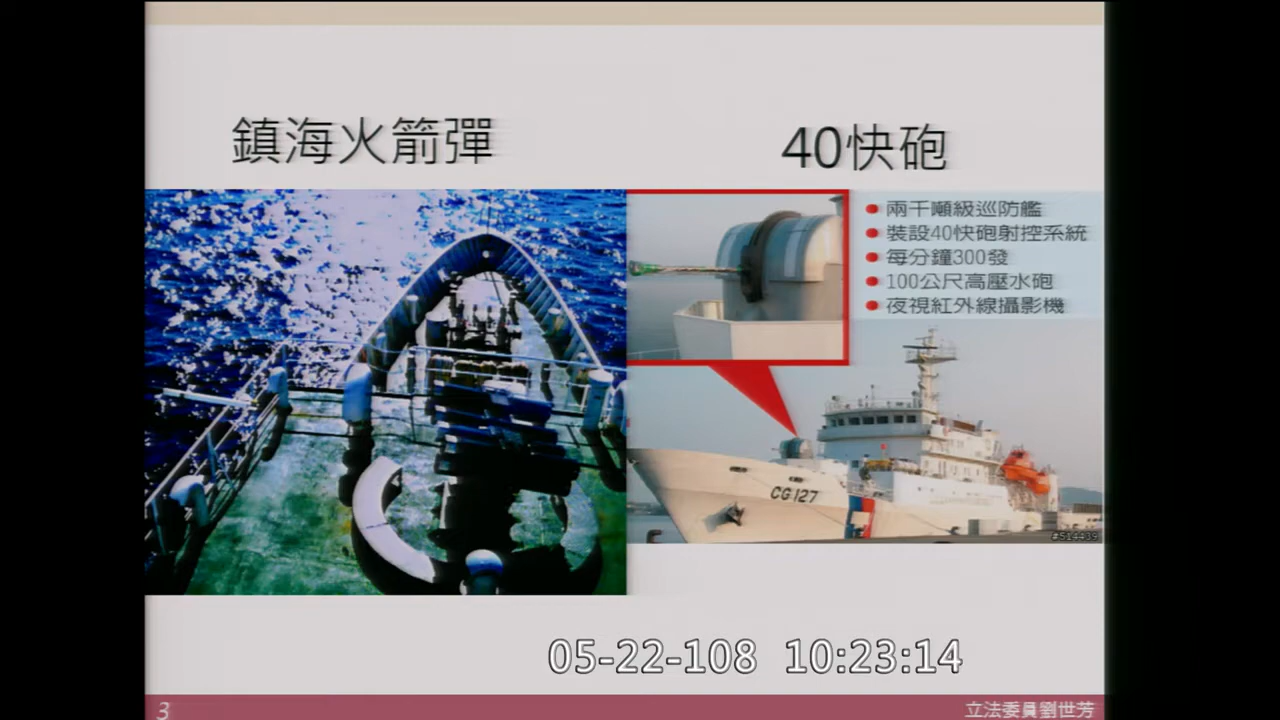 鎮海火箭彈
40快砲
兩千噸級巡防艦
裝設40快砲射控系統
每分鐘300發
100公尺高壓水砲
夜視紅外線攝影機
CG127
#514439
05-22-108 10:23:14
3
立法委員劉世芳